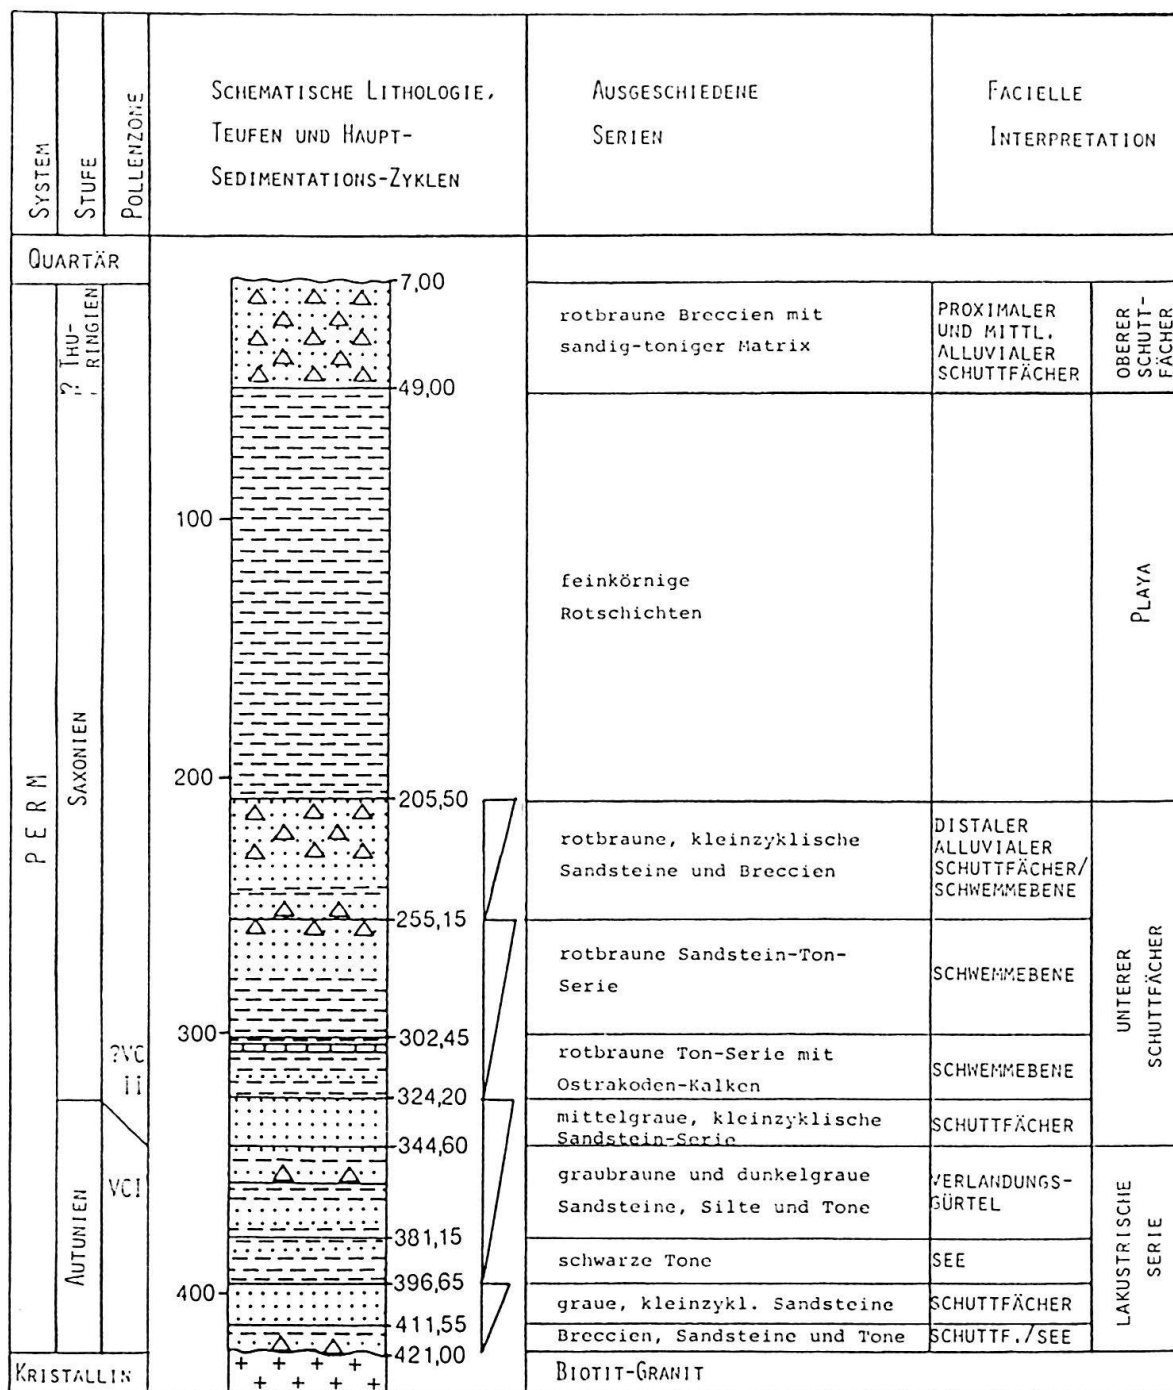 SYSTEM
STUFE
POLLENZONE
SCHEMATISCHE LITHOLOGIE,
TEUFEN UND HAUPT-
SEDIMENTATIONS-ZYKLEN
AUSGESCHIEDENE
SERIEN
FACIELLE
INTERPRETATION
QUARTÄR
PERM
? THU-
RINGIEN
SAXONIEN
AUTUNIEN
?VC
II
VCI
100
200
300
400
7,00
49,00
205,50
255,15
302,45
324,20
344,60
381,15
396,65
411,55
421,00
rotbraune Breccien mit
sandig-toniger Matrix
PROXIMALER
UND MITTL.
ALLUVIALER
SCHUTTFÄCHER
OBERER
SCHUTT-
FÄCHER
feinkörnige
Rotschichten
PLAYA
rotbraune, kleinzyklische
Sandsteine und Breccien
DISTALER
ALLUVIALER
SCHUTTFÄCHER/
SCHWEMMEBENE
rotbraune Sandstein-Ton-
Serie
SCHWEMMEBENE
rotbraune Ton-Serie mit
Ostrakoden-Kalken
SCHWEMMEBENE
mittelgraue, kleinzyklische
Sandstein-Serie
SCHUTTFÄCHER
UNTERER
SCHUTTFÄCHER
graubraune und dunkelgraue
Sandsteine, Silte und Tone
VERLANDUNGS-
GÜRTEL
schwarze Tone
SEE
graue, kleinzykl. Sandsteine
SCHUTTFÄCHER
Breccien, Sandsteine und Tone
SCHUTTF./SEE
LAKUSTRISCHE
SERIE
KRISTALLIN
BIOTIT-GRANIT